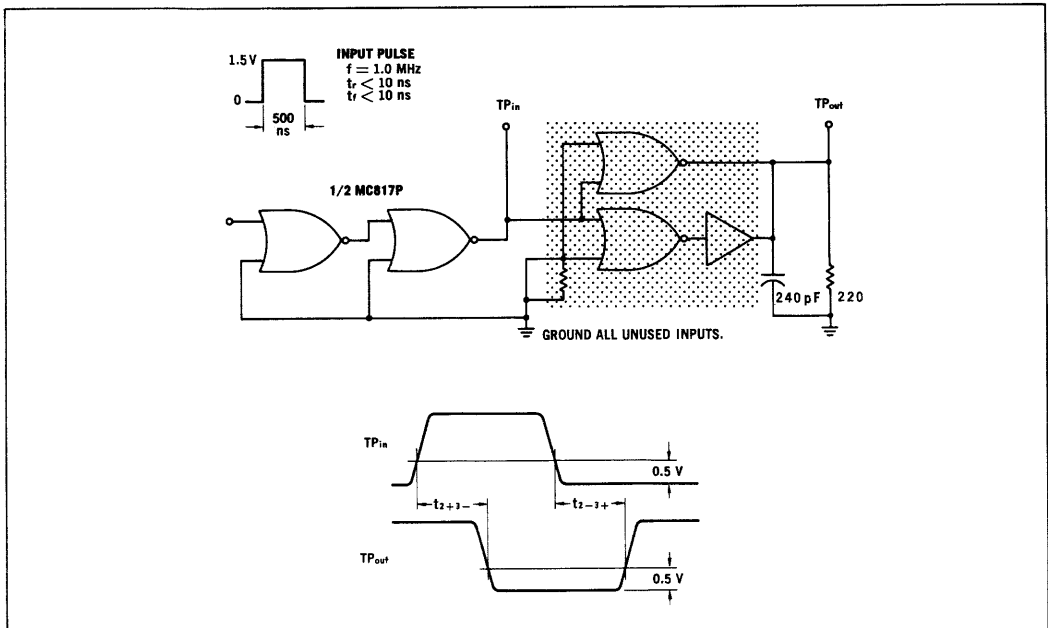 INPUT PULSE
1.5 V
f = 1.0 MHz
tr < 10 ns
tf < 10 ns
0
500
ns
TPin
TPout
1/2 MC817P
240 pF
220
GROUND ALL UNUSED INPUTS.
TPin
0.5 V
t2+3−
t2−3+
TPout
0.5 V